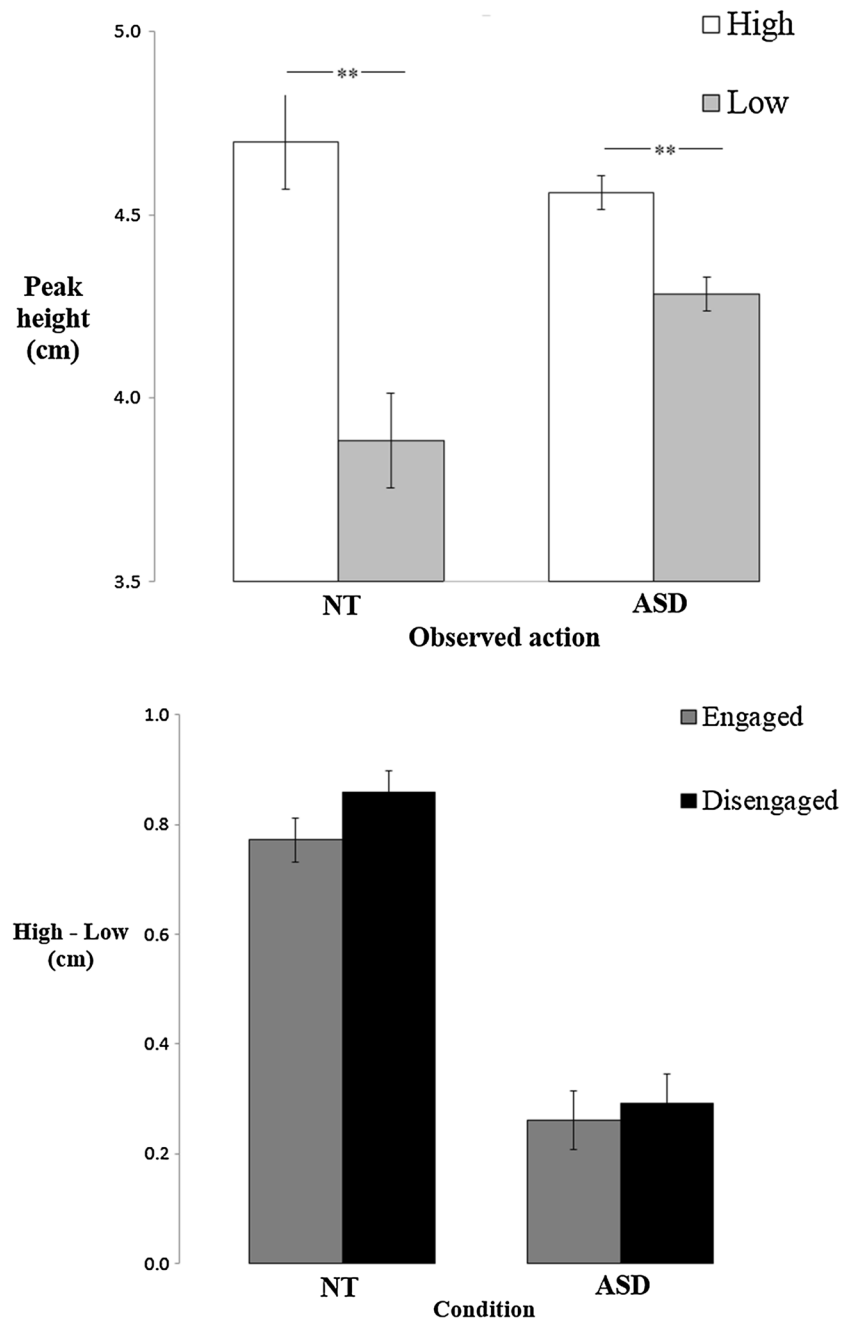 5.0
High
**
Low
**
4.5
Peak
height
(cm)
4.0
3.5
NT
ASD
Observed action
1.0
Engaged
Disengaged
0.8
High - Low
(cm)
0.6
0.4
0.2
0.0
NT
ASD
Condition